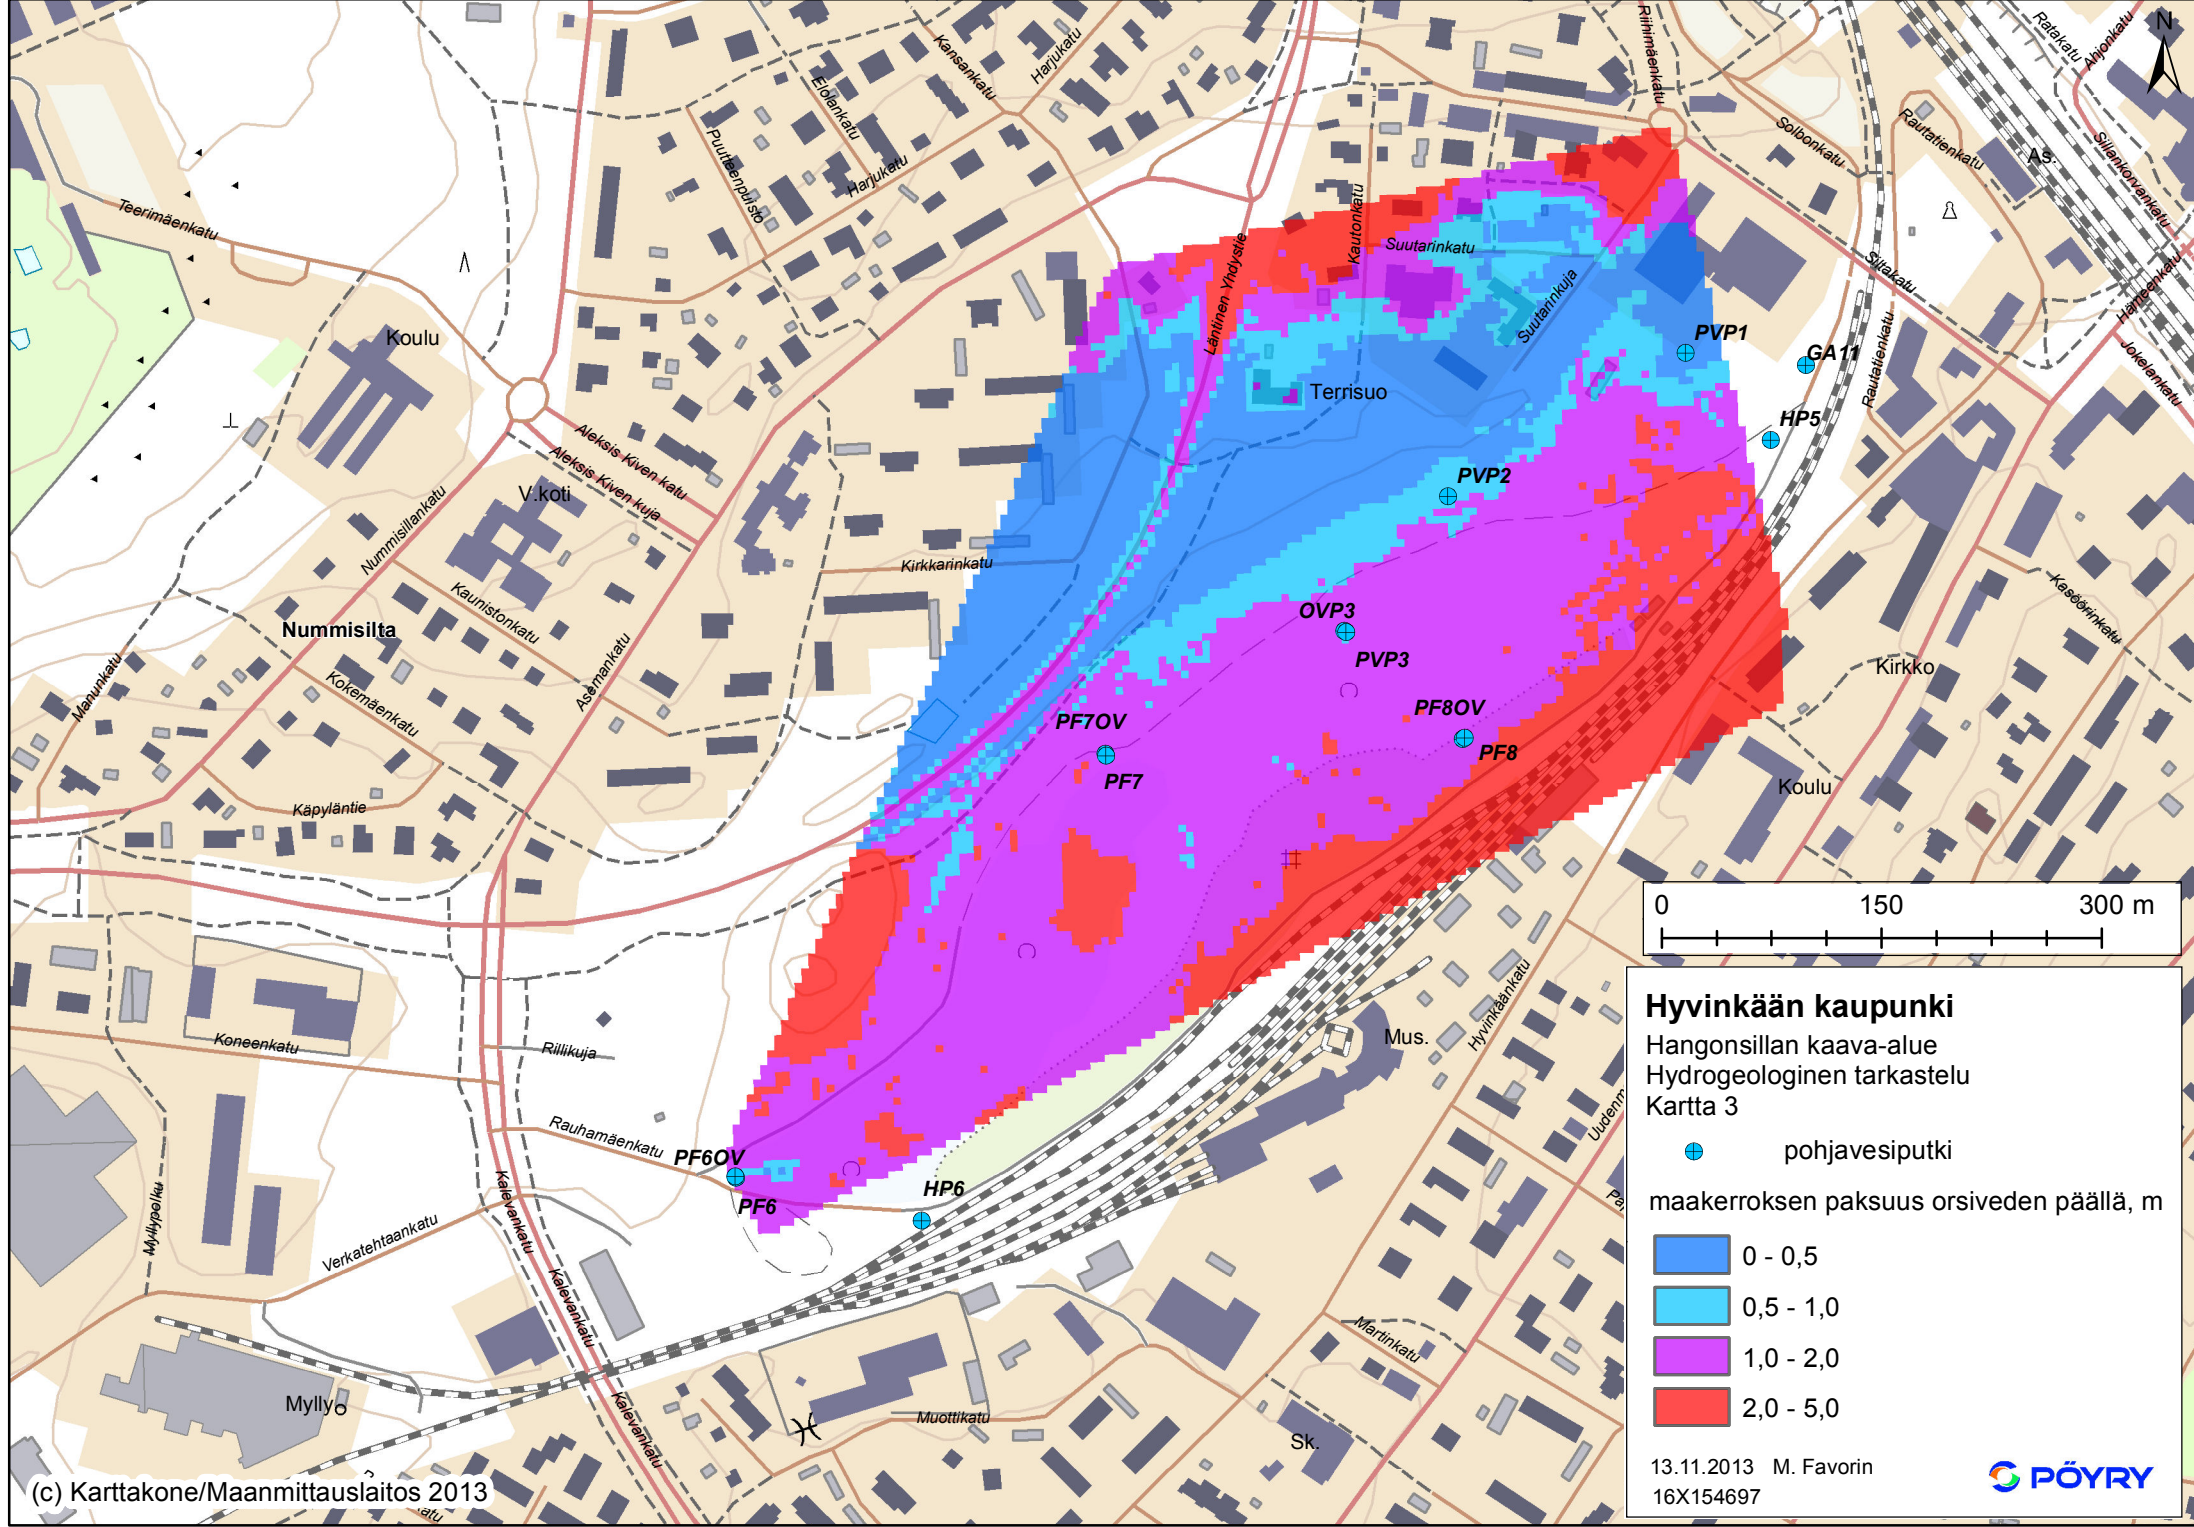 N
Riihimäenkatu
Ratakatu
Ahjonkatu
Kansankatu
Harjukatu
Elolankatu
Puutteenpuisto
Harjukatu
Solbonkatu
Rautatienkatu
As.
Sillankorvankatu
Teerimäenkatu
Kautonkatu
Läntinen Yhdystie
Suutarinkatu
Suutarinkuja
Siltakatu
Hämeenkatu
Koulu
PVP1
GA11
Rautatienkatu
Jokelankatu
Terrisuo
HP5
Aleksis Kiven katu
Aleksis Kiven kuja
PVP2
V.koti
Nummisillankatu
Kirkkarinkatu
Kaunistonkatu
Kasöörinkatu
OVP3
Nummisilta
PVP3
Kirkko
Manunkatu
Kokemäenkatu
Asemankatu
PF7OV
PF8OV
PF8
PF7
Koulu
Käpyläntie
0 150 300 m
Hyvinkään kaupunki
Hangonsillan kaava-alue
Hydrogeologinen tarkastelu
Kartta 3
pohjavesiputki
maakerroksen paksuus orsiveden päällä, m
0 - 0,5
0,5 - 1,0
1,0 - 2,0
2,0 - 5,0
13.11.2013 M. Favorin
16X154697
PÖYRY
Mus.
Hyvinkäänkatu
Koneenkatu
Rillikuja
Rauhamäenkatu
PF6OV
PF6
HP6
Myllypolku
Verkatehtaankatu
Kalevankatu
Kalevankatu
Kalevankatu
Martinkatu
Myllyo
Muottikatu
Sk.
(c) Karttakone/Maanmittauslaitos 2013